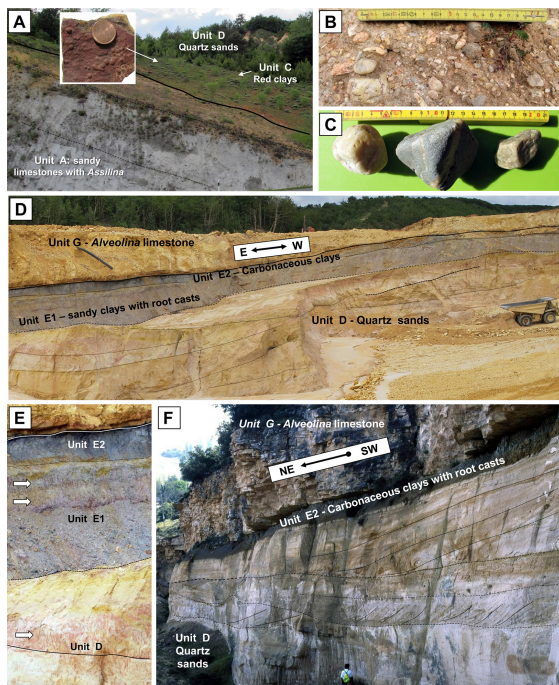 A
Unit D
Quartz sands
Unit C
Red clays
Unit A: sandy
limestones with Assilina
B
C
D
Unit G - Alveolina limestone
E W
Unit E2 – Carbonaceous clays
Unit E1 – sandy clays with root casts
Unit D - Quartz sands
E
Unit E2
Unit E1
Unit D
F
Unit G - Alveolina limestone
NE SW
Unit E2 - Carbonaceous clays with root casts
Unit D
Quartz
sands